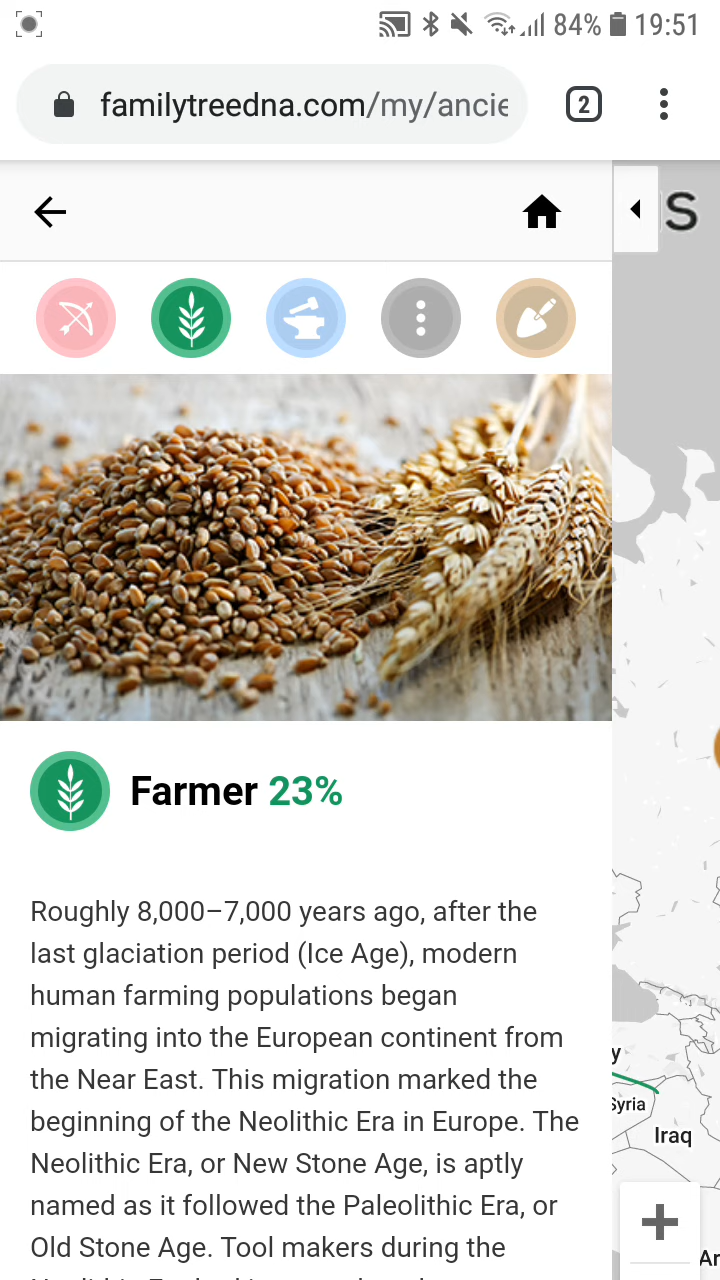 84% 19:51
familytreedna.com/my/ancie
2
S
Farmer 23%
Roughly 8,000–7,000 years ago, after the
last glaciation period (Ice Age), modern
human farming populations began
migrating into the European continent from
the Near East. This migration marked the
beginning of the Neolithic Era in Europe. The
Neolithic Era, or New Stone Age, is aptly
named as it followed the Paleolithic Era, or
Old Stone Age. Tool makers during the
y
Syria
Iraq
+
Ar